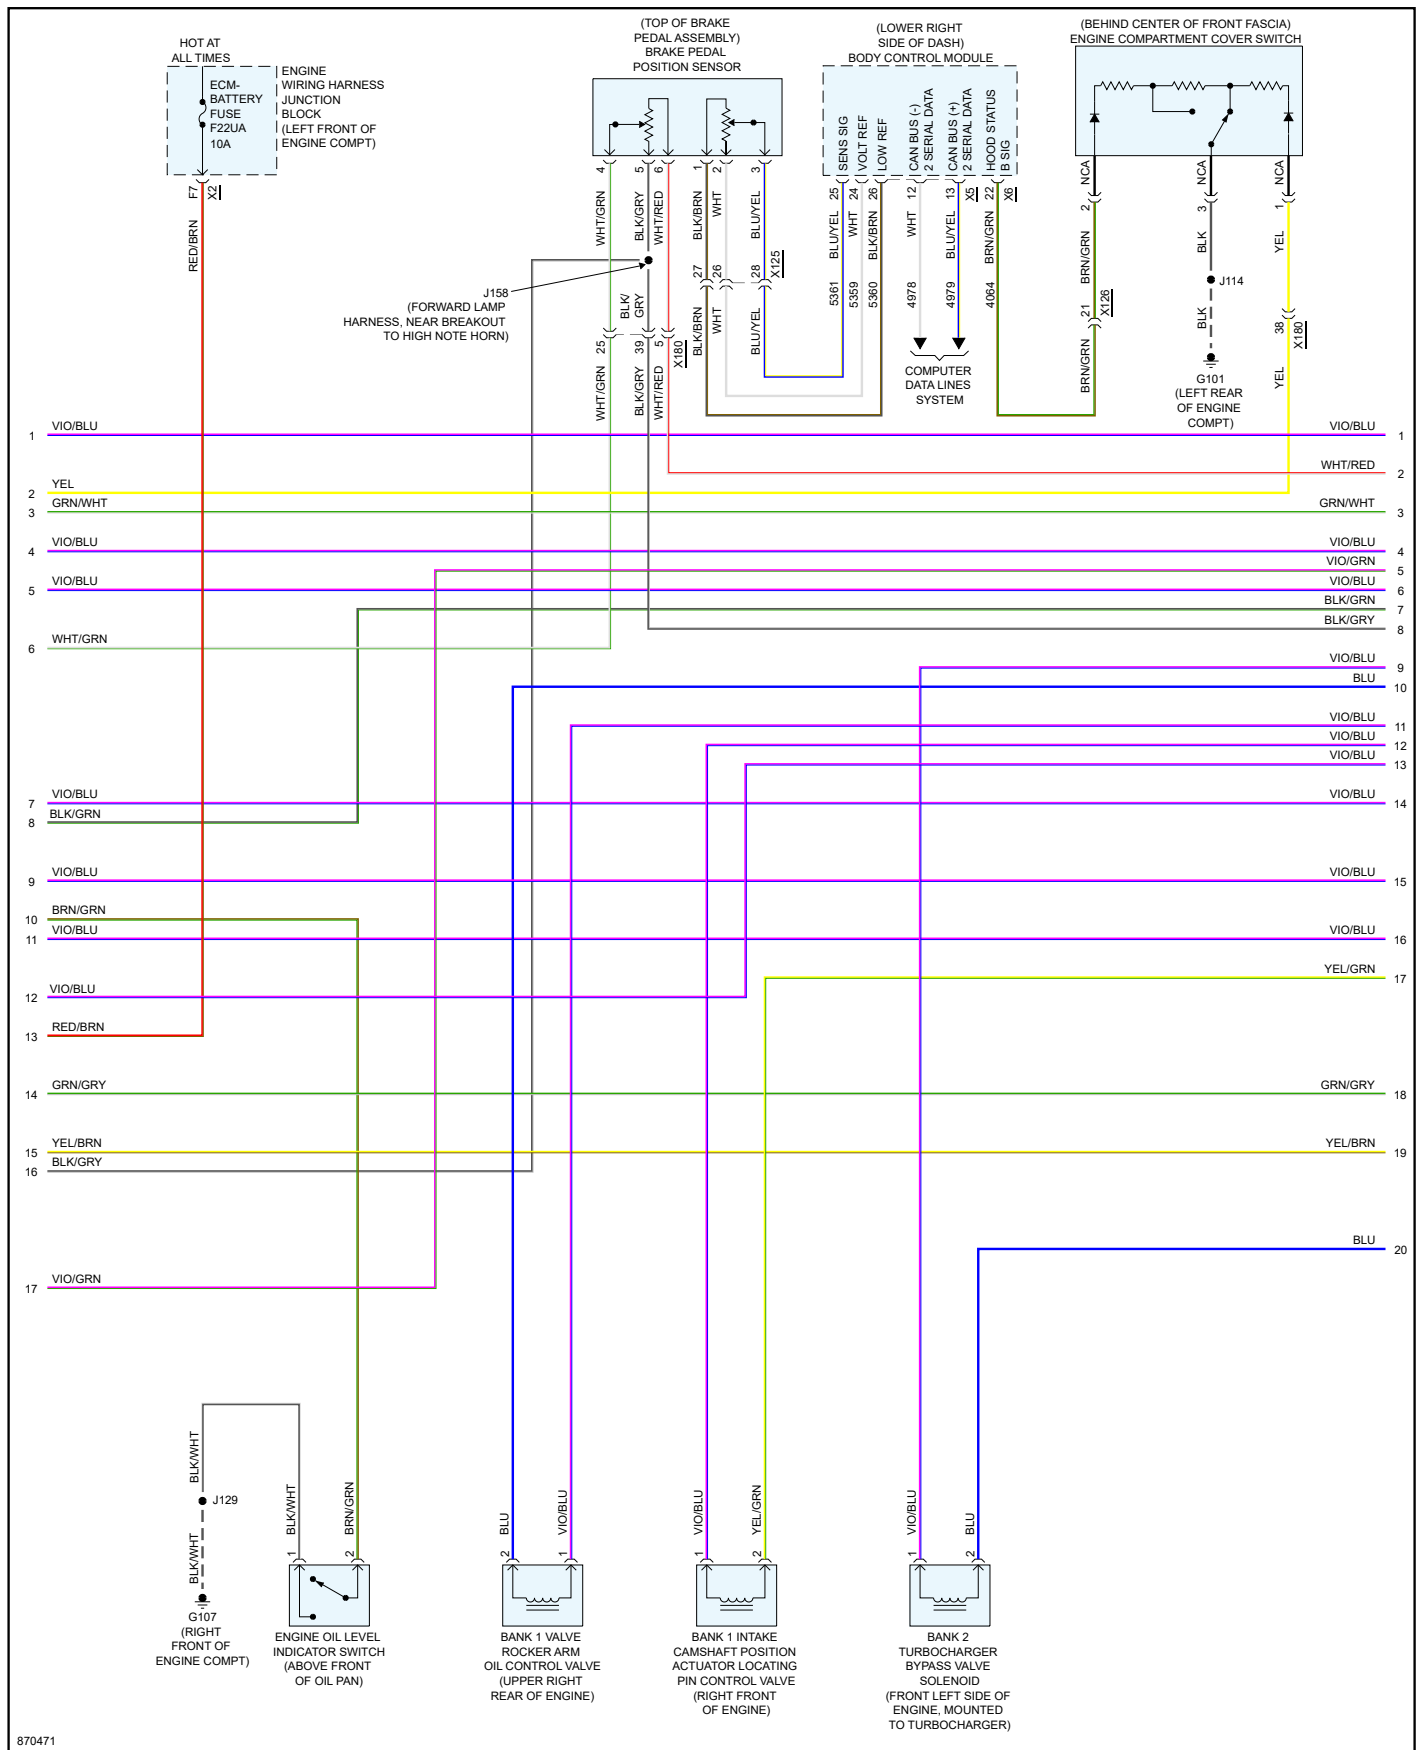 HOT AT
ALL TIMES
ECM-
BATTERY
FUSE
F22UA
10A
ENGINE
WIRING HARNESS
JUNCTION
BLOCK
(LEFT FRONT OF
ENGINE COMPT)
F7
X2
RED/BRN
(TOP OF BRAKE
PEDAL ASSEMBLY)
BRAKE PEDAL
POSITION SENSOR
4
5
6
1
2
3
WHT/GRN
BLK/GRY
WHT/RED
BLK/BRN
WHT
BLU/YEL
27
26
28
X125
J158
(FORWARD LAMP
HARNESS, NEAR BREAKOUT
TO HIGH NOTE HORN)
BLK/
GRY
25
39
5
X180
WHT/GRN
BLK/GRY
WHT/RED
BLK/BRN
WHT
BLU/YEL
(LOWER RIGHT
SIDE OF DASH)
BODY CONTROL MODULE
SENS SIG
VOLT REF
LOW REF
CAN BUS (-)
2 SERIAL DATA
CAN BUS (+)
2 SERIAL DATA
HOOD STATUS
B SIG
25
24
26
12
13
X5
22
X6
BLU/YEL
WHT
BLK/BRN
WHT
BLU/YEL
BRN/GRN
5361
5359
5360
4978
4979
4064
COMPUTER
DATA LINES
SYSTEM
(BEHIND CENTER OF FRONT FASCIA)
ENGINE COMPARTMENT COVER SWITCH
NCA
NCA
NCA
2
3
1
BRN/GRN
BLK
YEL
J114
21
X126
BLK
38
X180
BRN/GRN
YEL
G101
(LEFT REAR
OF ENGINE
COMPT)
1 VIO/BLU VIO/BLU 1
WHT/RED 2
2 YEL
3 GRN/WHT GRN/WHT 3
4 VIO/BLU VIO/BLU 4
VIO/GRN 5
5 VIO/BLU VIO/BLU 6
BLK/GRN 7
BLK/GRY 8
6 WHT/GRN
VIO/BLU 9
BLU 10
VIO/BLU 11
VIO/BLU 12
VIO/BLU 13
7 VIO/BLU VIO/BLU 14
8 BLK/GRN
9 VIO/BLU VIO/BLU 15
10 BRN/GRN
11 VIO/BLU VIO/BLU 16
YEL/GRN 17
12 VIO/BLU
13 RED/BRN
14 GRN/GRY GRN/GRY 18
15 YEL/BRN YEL/BRN 19
16 BLK/GRY
BLU 20
17 VIO/GRN
BLK/WHT
J129
BLK/WHT
G107
(RIGHT
FRONT OF
ENGINE COMPT)
BLK/WHT
BRN/GRN
1
2
ENGINE OIL LEVEL
INDICATOR SWITCH
(ABOVE FRONT
OF OIL PAN)
BLU
VIO/BLU
2
1
BANK 1 VALVE
ROCKER ARM
OIL CONTROL VALVE
(UPPER RIGHT
REAR OF ENGINE)
VIO/BLU
YEL/GRN
1
2
BANK 1 INTAKE
CAMSHAFT POSITION
ACTUATOR LOCATING
PIN CONTROL VALVE
(RIGHT FRONT
OF ENGINE)
VIO/BLU
BLU
1
2
BANK 2
TURBOCHARGER
BYPASS VALVE
SOLENOID
(FRONT LEFT SIDE OF
ENGINE, MOUNTED
TO TURBOCHARGER)
870471